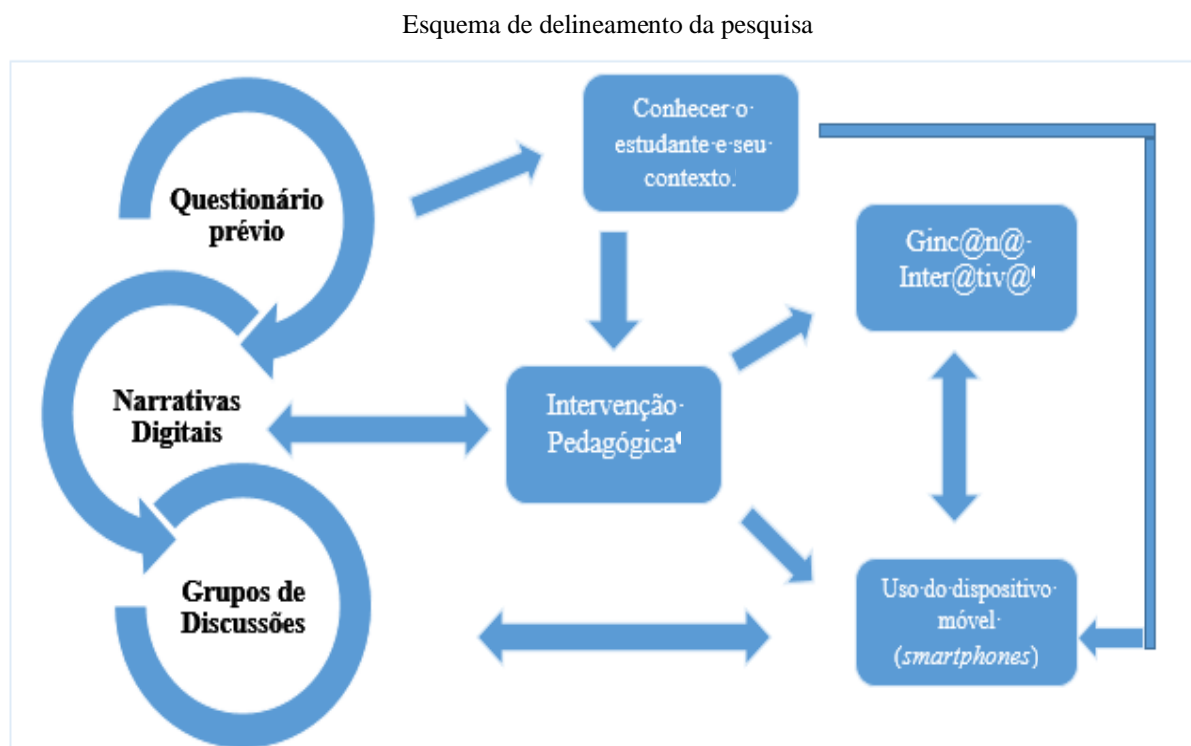 Esquema de delineamento da pesquisa
Questionário
prévio
Narrativas
Digitais
Grupos de
Discussões
Conhecer·o·
estudante·e·seu·
contexto.
Intervenção·
Pedagógica¶
Ginc@n@·
Inter@tiv@¶
Uso·do·dispositivo·
móvel·
(smartphones)